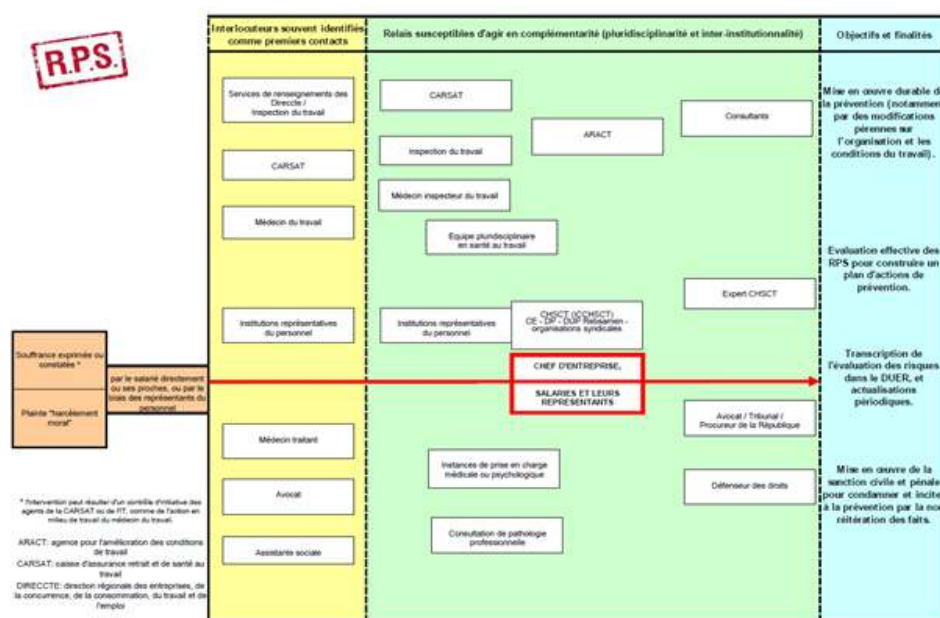 R.P.S.
Interlocuteurs souvent identifiés
comme premiers contacts
Relais susceptibles d'agir en complémentarité (pluridisciplinarité et inter-institutionnalité)
Objectifs et finalités
Services de renseignements des
Direccte /
Inspection du travail
CARSAT
Médecin du travail
Institutions représentatives
du personnel
Médecin traitant
Avocat
Assistante sociale
CARSAT
Inspection du travail
Médecin inspecteur du travail
Equipe pluridisciplinaire
en santé au travail
Institutions représentatives
du personnel
ARACT
CHSCT (ICCHSCT)
CE - DP - DUP Rebsamen -
organisations syndicales
CHEF D'ENTREPRISE,
SALARIES ET LEURS
REPRESENTANTS
Instances de prise en charge
médicale ou psychologique
Consultation de pathologie
professionnelle
Consultants
Expert CHSCT
Avocat / Tribunal /
Procureur de la République
Défenseur des droits
Mise en œuvre durable de
la prévention (notamment
par des modifications
pérennes sur
l'organisation et les
conditions du travail).
Evaluation effective des
RPS pour construire un
plan d'actions de
prévention.
Transcription de
l'évaluation des risques
dans le DUER, et
actualisations
périodiques.
Mise en œuvre de la
sanction civile et pénale
pour condamner et inciter
à la prévention par la non
réitération des faits.
Souffrance exprimée ou
constatée *
Plainte "harcèlement
moral"
par le salarié directement
ou ses proches, ou par le
biais des représentants du
personnel
* l'intervention peut résulter d'un contrôle d'initiative des
agents de la CARSAT ou de l'IT, comme de l'action en
milieu de travail du médecin du travail.
ARACT: agence pour l'amélioration des conditions
de travail
CARSAT: caisse d'assurance retrait et de santé au
travail
DIRECCTE: direction régionale des entreprises, de
la concurrence, de la consommation, du travail et de
l'emploi